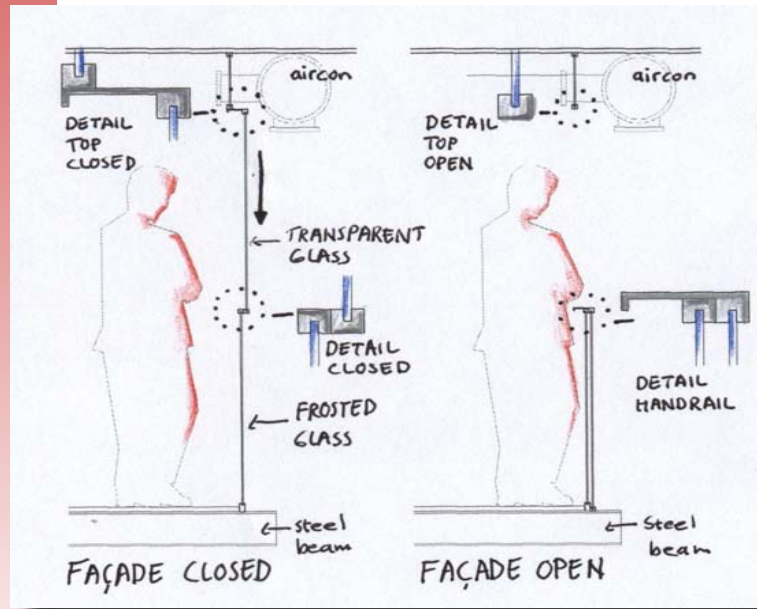 aircon
DETAIL
TOP
CLOSED
TRANSPARENT
GLASS
DETAIL
CLOSED
FROSTED
GLASS
steel
beam
FAÇADE CLOSED
aircon
DETAIL
TOP
OPEN
DETAIL
HANDRAIL
Steel
beam
FAÇADE OPEN